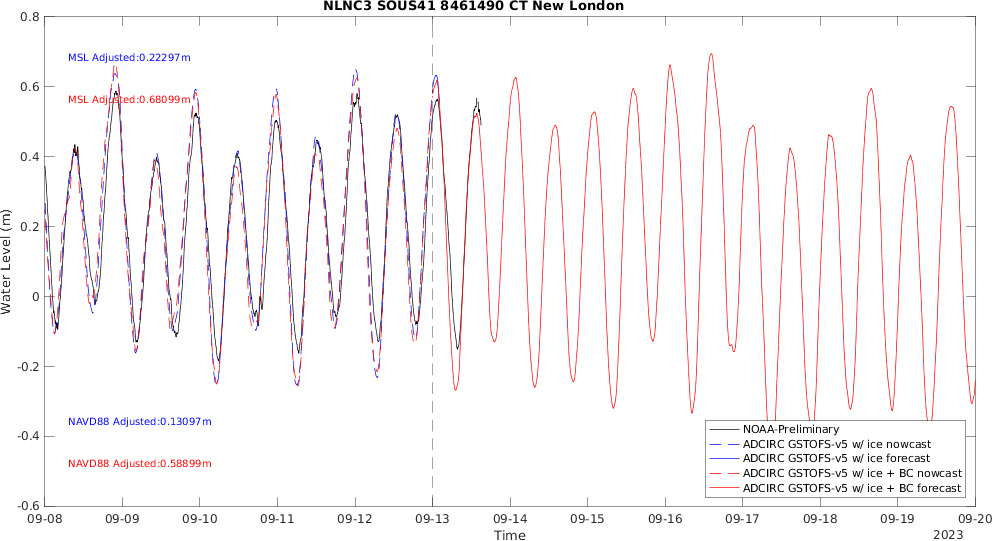 NLNC3 SOUS41 8461490 CT New London
0.8
0.6
0.4
0.2
0
-0.2
-0.4
-0.6
Water Level (m)
MSL Adjusted:0.22297m
MSL Adjusted:0.68099m
NAVD88 Adjusted:0.13097m
NAVD88 Adjusted:0.58899m
NOAA-Preliminary
ADCIRC GSTOFS-v5 w/ ice nowcast
ADCIRC GSTOFS-v5 w/ ice forecast
ADCIRC GSTOFS-v5 w/ ice + BC nowcast
ADCIRC GSTOFS-v5 w/ ice + BC forecast
09-08 09-09 09-10 09-11 09-12 09-13 09-14 09-15 09-16 09-17 09-18 09-19 09-20
Time
2023